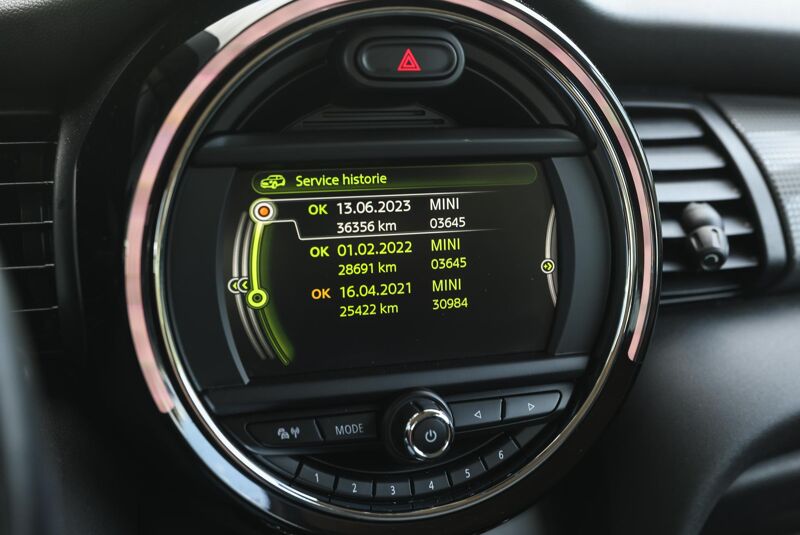 Service historie
OK 13.06.2023 MINI
36356 km 03645
OK 01.02.2022 MINI
28691 km 03645
OK 16.04.2021 MINI
25422 km 30984
MODE
1 2 3 4 5 6